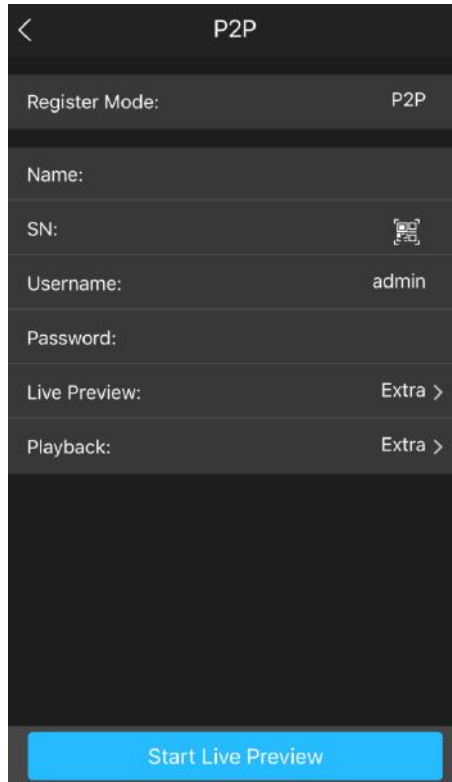 P2P
Register Mode: P2P
Name:
SN:
Username: admin
Password:
Live Preview: Extra >
Playback: Extra >
Start Live Preview